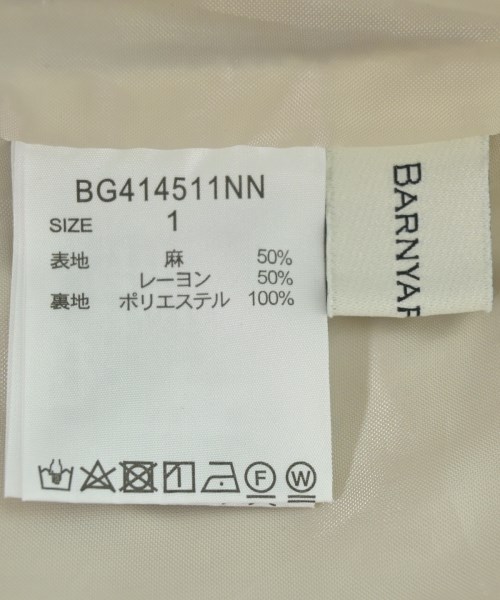 BG414511NN
SIZE 1
表地 麻 50%
レーヨン 50%
裏地 ポリエステル 100%
1 F W